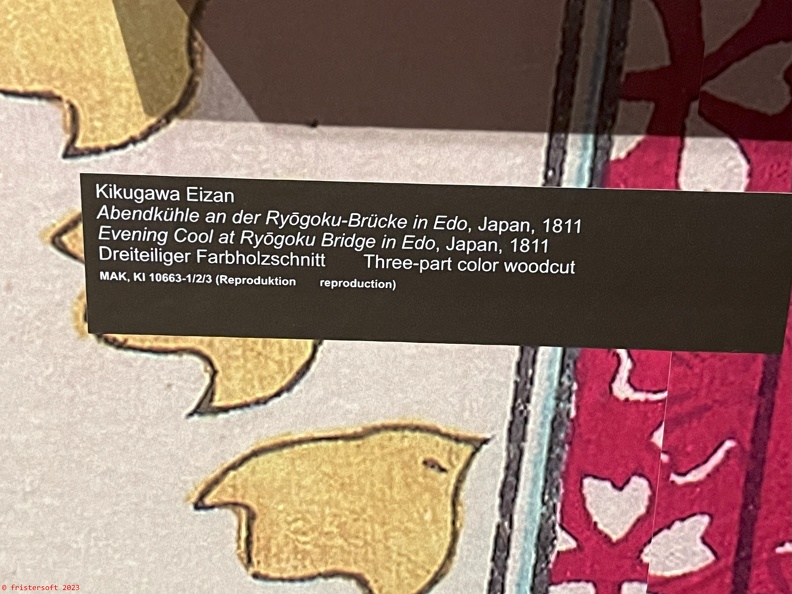 Kikugawa Eizan
Abendkühle an der Ryōgoku-Brücke in Edo, Japan, 1811
Evening Cool at Ryōgoku Bridge in Edo, Japan, 1811
Dreiteiliger Farbholzschnitt Three-part color woodcut
MAK, KI 10663-1/2/3 (Reproduktion reproduction)
© fristersoft 2023